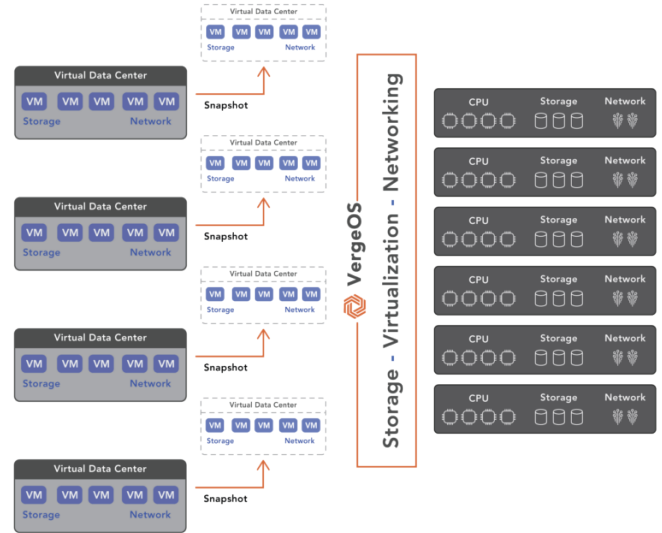 Virtual Data Center
VM VM VM VM VM
Storage Network
Snapshot
Virtual Data Center
VM VM VM VM VM
Storage Network
Virtual Data Center
VM VM VM VM VM
Storage Network
Snapshot
Virtual Data Center
VM VM VM VM VM
Storage Network
Virtual Data Center
VM VM VM VM VM
Storage Network
Snapshot
Virtual Data Center
VM VM VM VM VM
Storage Network
Virtual Data Center
VM VM VM VM VM
Storage Network
Snapshot
Virtual Data Center
VM VM VM VM VM
Storage Network
VergeOS
Storage - Virtualization - Networking
CPU Storage Network
CPU Storage Network
CPU Storage Network
CPU Storage Network
CPU Storage Network
CPU Storage Network